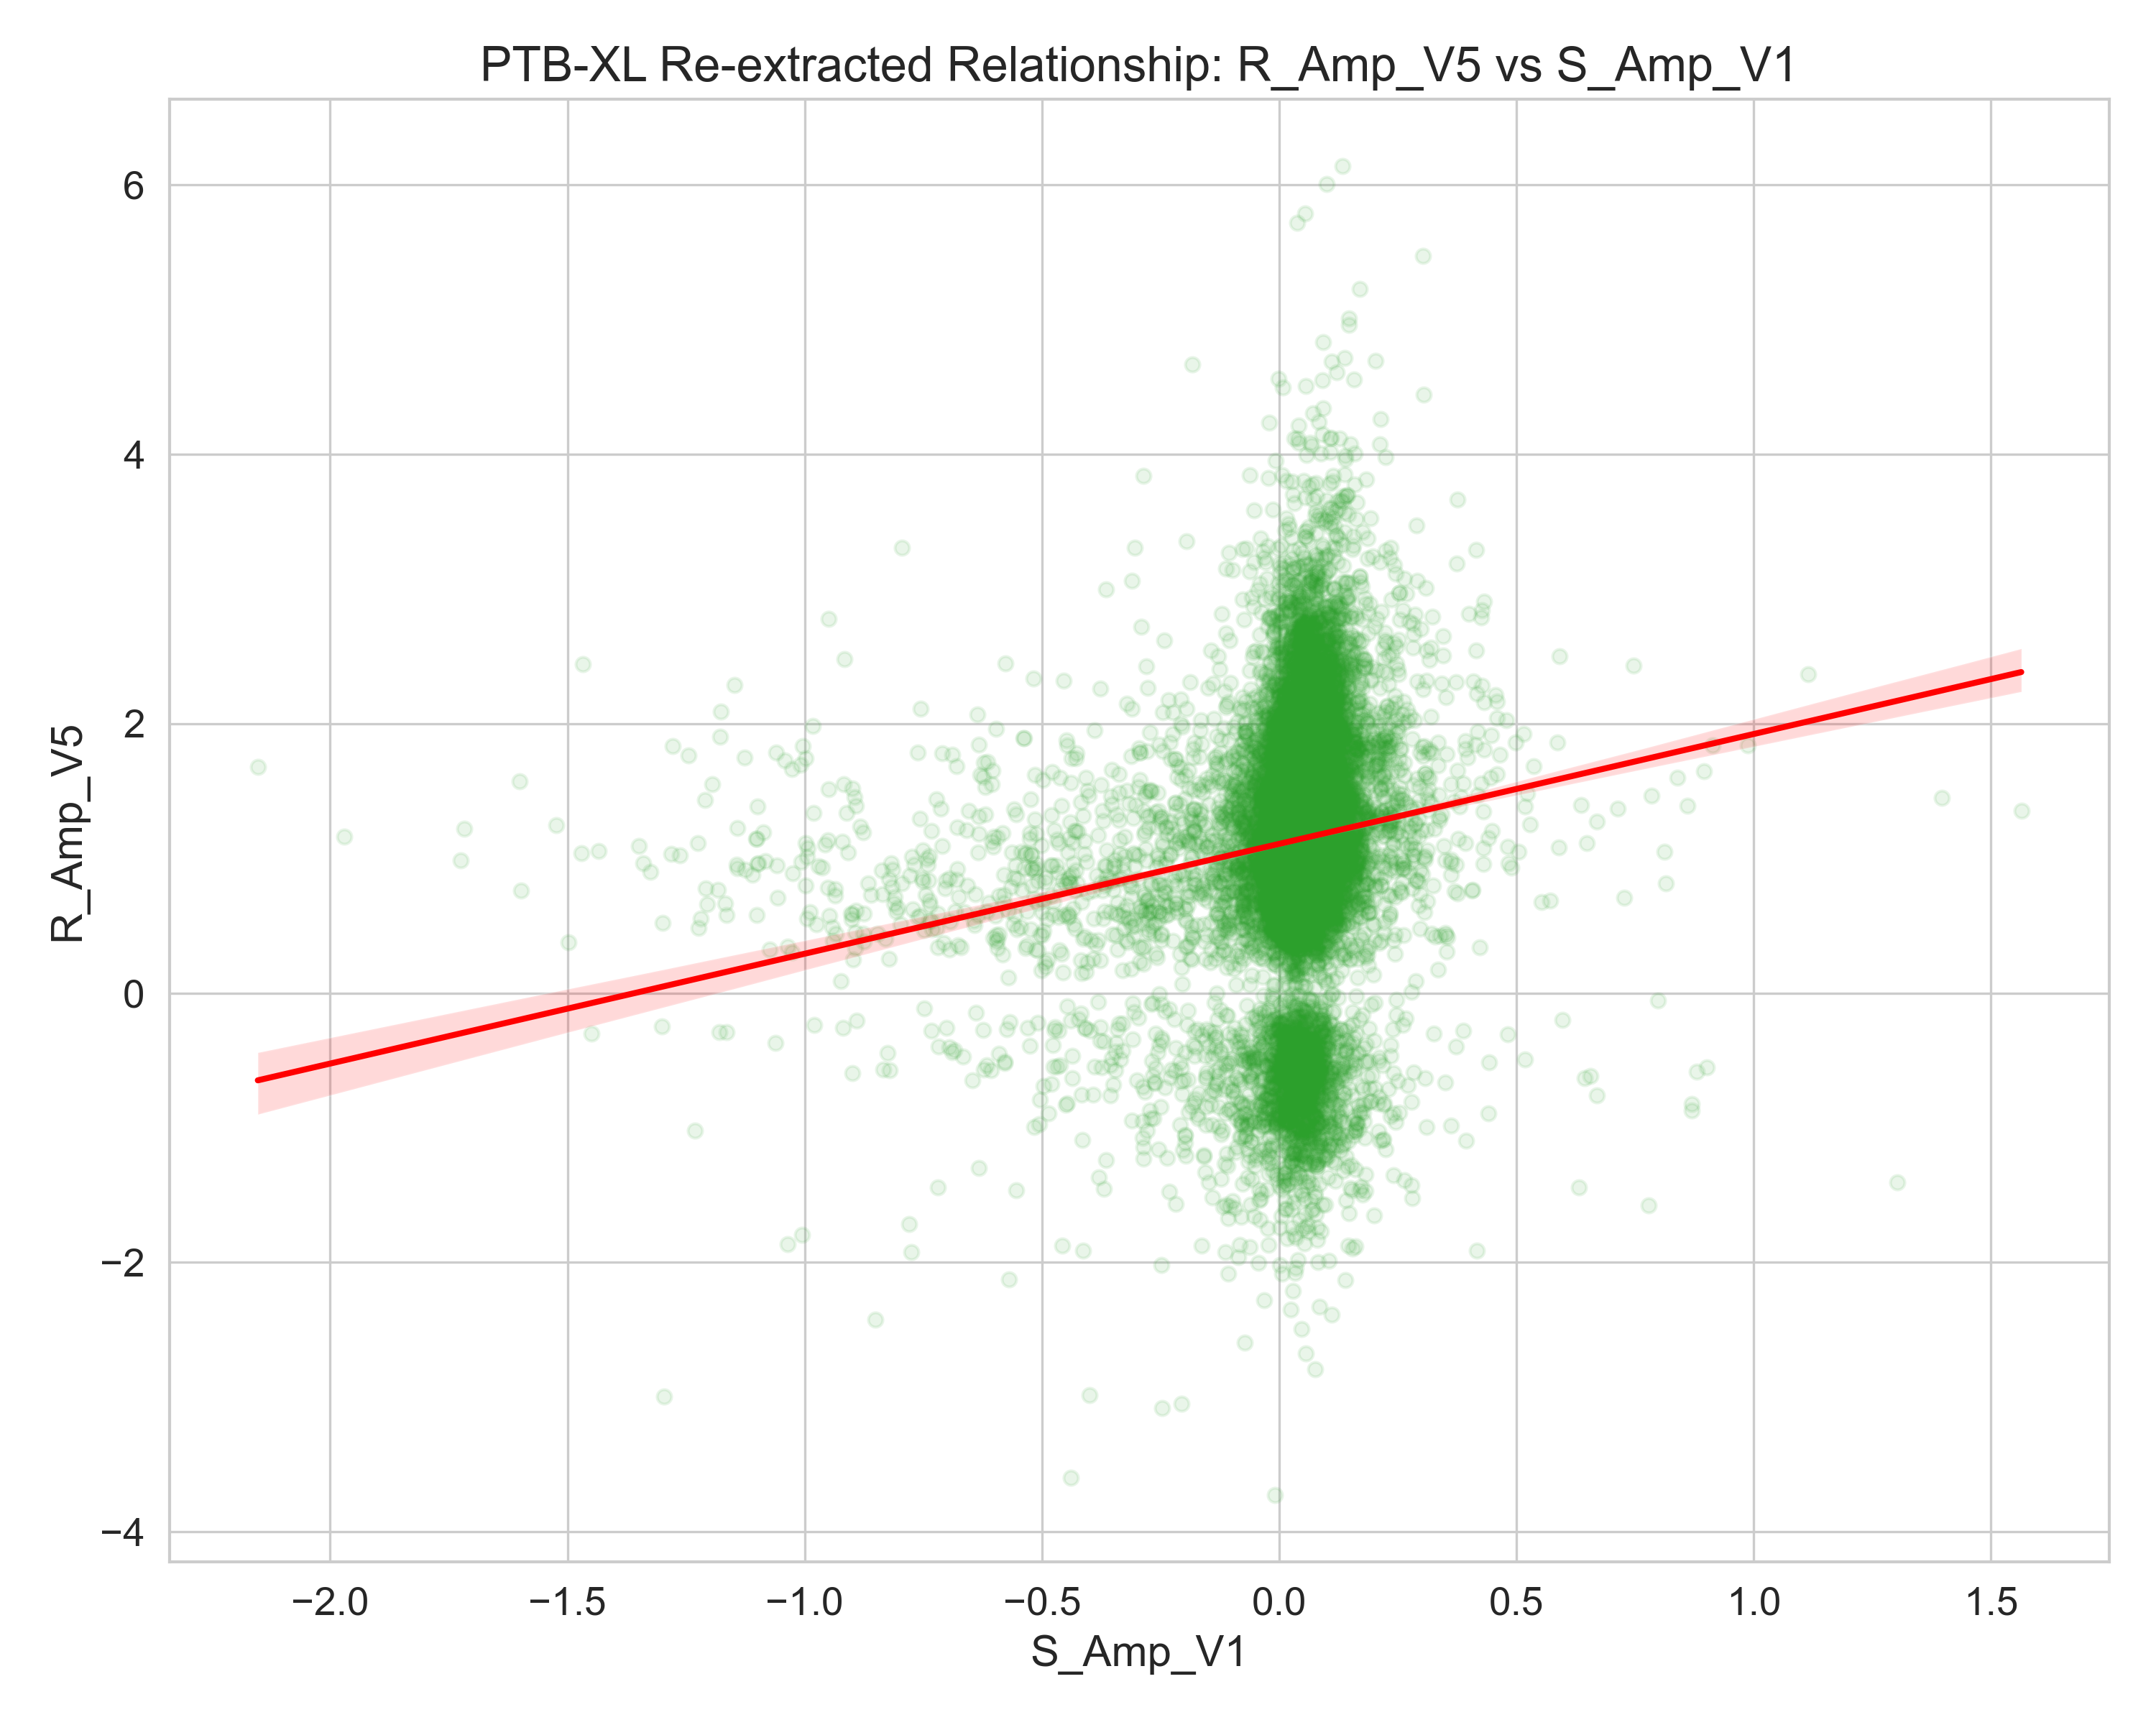 PTB-XL Re-extracted Relationship: R_Amp_V5 vs S_Amp_V1
6
4
2
0
−2
−4
R_Amp_V5
−2.0 −1.5 −1.0 −0.5 0.0 0.5 1.0 1.5
S_Amp_V1